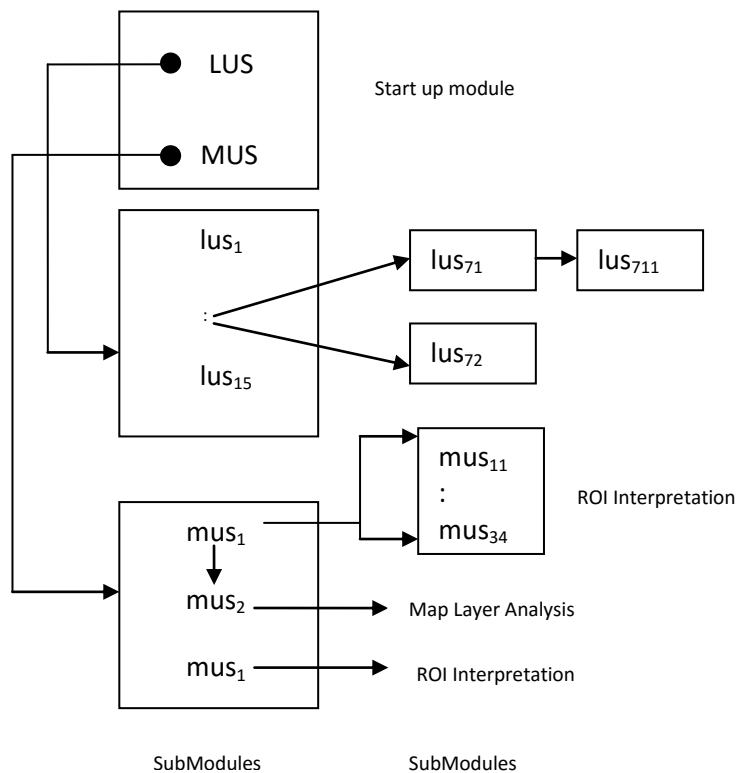 LUS
Start up module
MUS
lus₁
:
lus₁₅
lus₇₁
lus₇₁₁
lus₇₂
mus₁₁
:
mus₃₄
ROI Interpretation
mus₁
mus₂
Map Layer Analysis
mus₁
ROI Interpretation
SubModules
SubModules